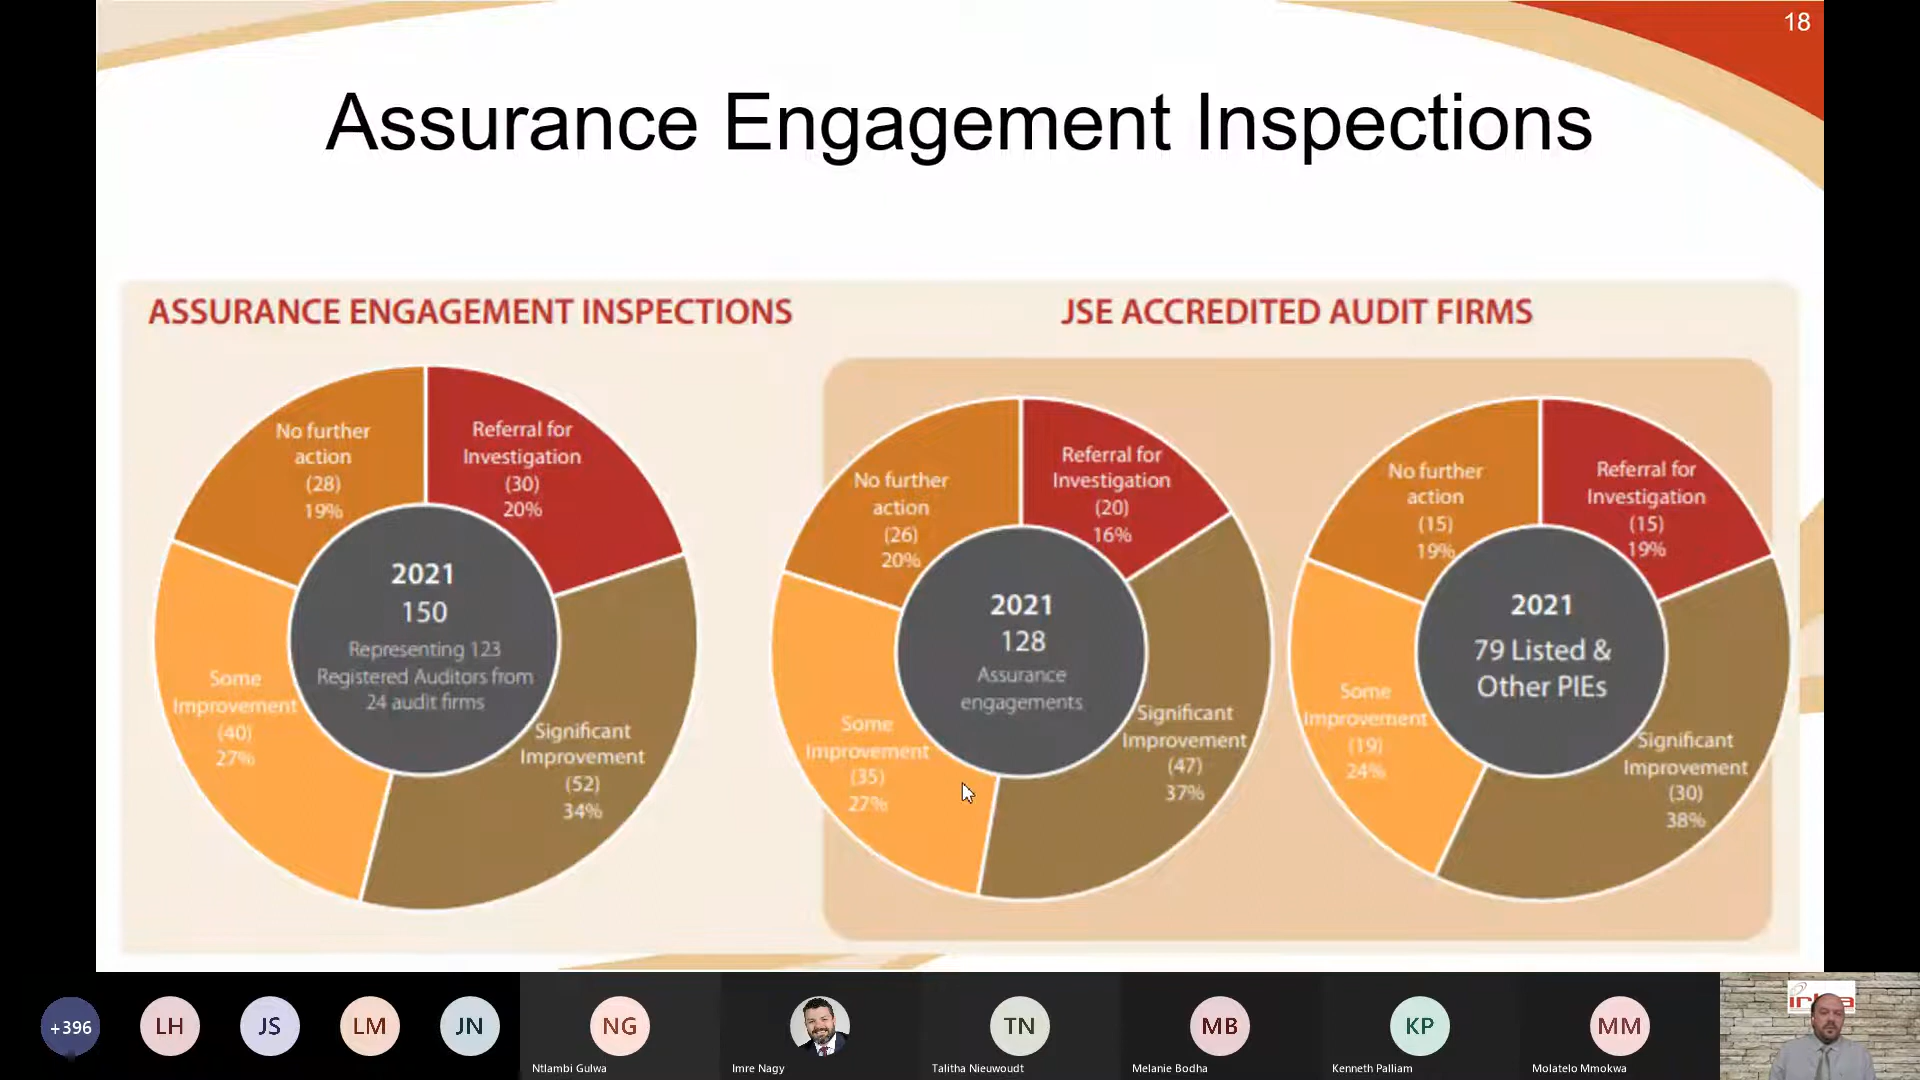 18
Assurance Engagement Inspections
ASSURANCE ENGAGEMENT INSPECTIONS
JSE ACCREDITED AUDIT FIRMS
No further
action
(28)
19%
Referral for
Investigation
(30)
20%
2021
150
Representing 123
Registered Auditors from
24 audit firms
Some
Improvement
(40)
27%
Significant
Improvement
(52)
34%
No further
action
(26)
20%
Referral for
Investigation
(20)
16%
2021
128
Assurance
engagements
Some
Improvement
(35)
27%
Significant
Improvement
(47)
37%
No further
action
(15)
19%
Referral for
Investigation
(15)
19%
2021
79 Listed &
Other PIEs
Some
Improvement
(19)
24%
Significant
Improvement
(30)
38%
+396
LH
JS
LM
JN
NG
TN
MB
KP
MM
Ntlambi Gulwa
Imre Nagy
Talitha Nieuwoudt
Melanie Bodha
Kenneth Palliam
Molatelo Mmokwa